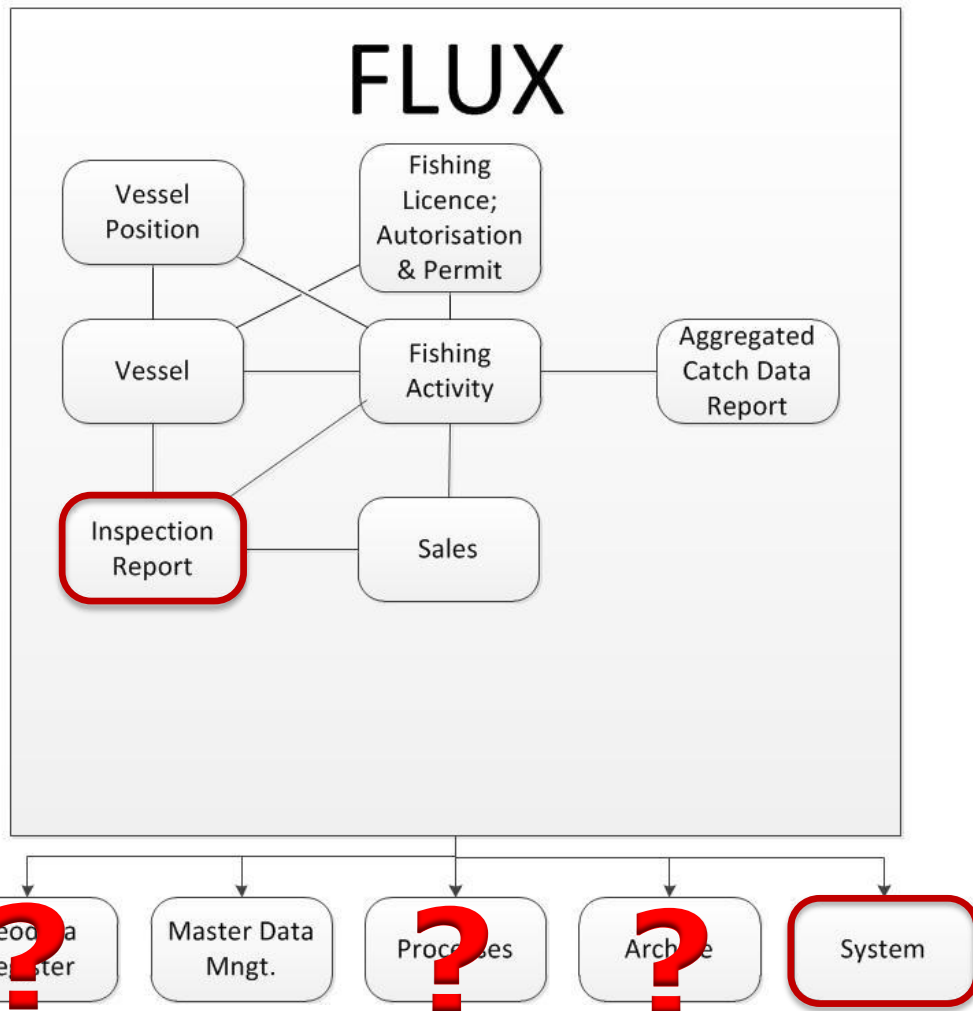 FLUX
Vessel
Position
Fishing
Licence;
Autorisation
& Permit
Vessel
Fishing
Activity
Aggregated
Catch Data
Report
Inspection
Report
Sales
?
Master Data
Mngt.
?
?
System